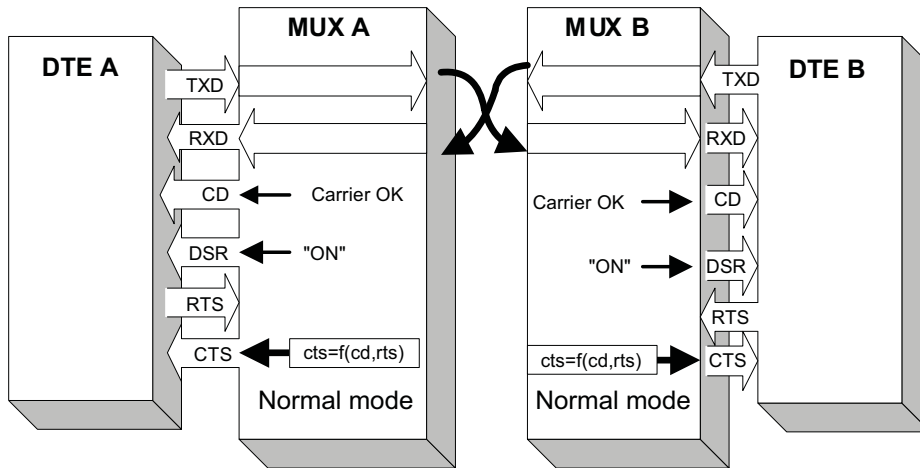 MUX A
MUX B
DTE A
DTE B
TXD
TXD
RXD
RXD
CD
Carrier OK
Carrier OK
CD
DSR
"ON"
"ON"
DSR
RTS
RTS
CTS
cts=f(cd,rts)
cts=f(cd,rts)
CTS
Normal mode
Normal mode